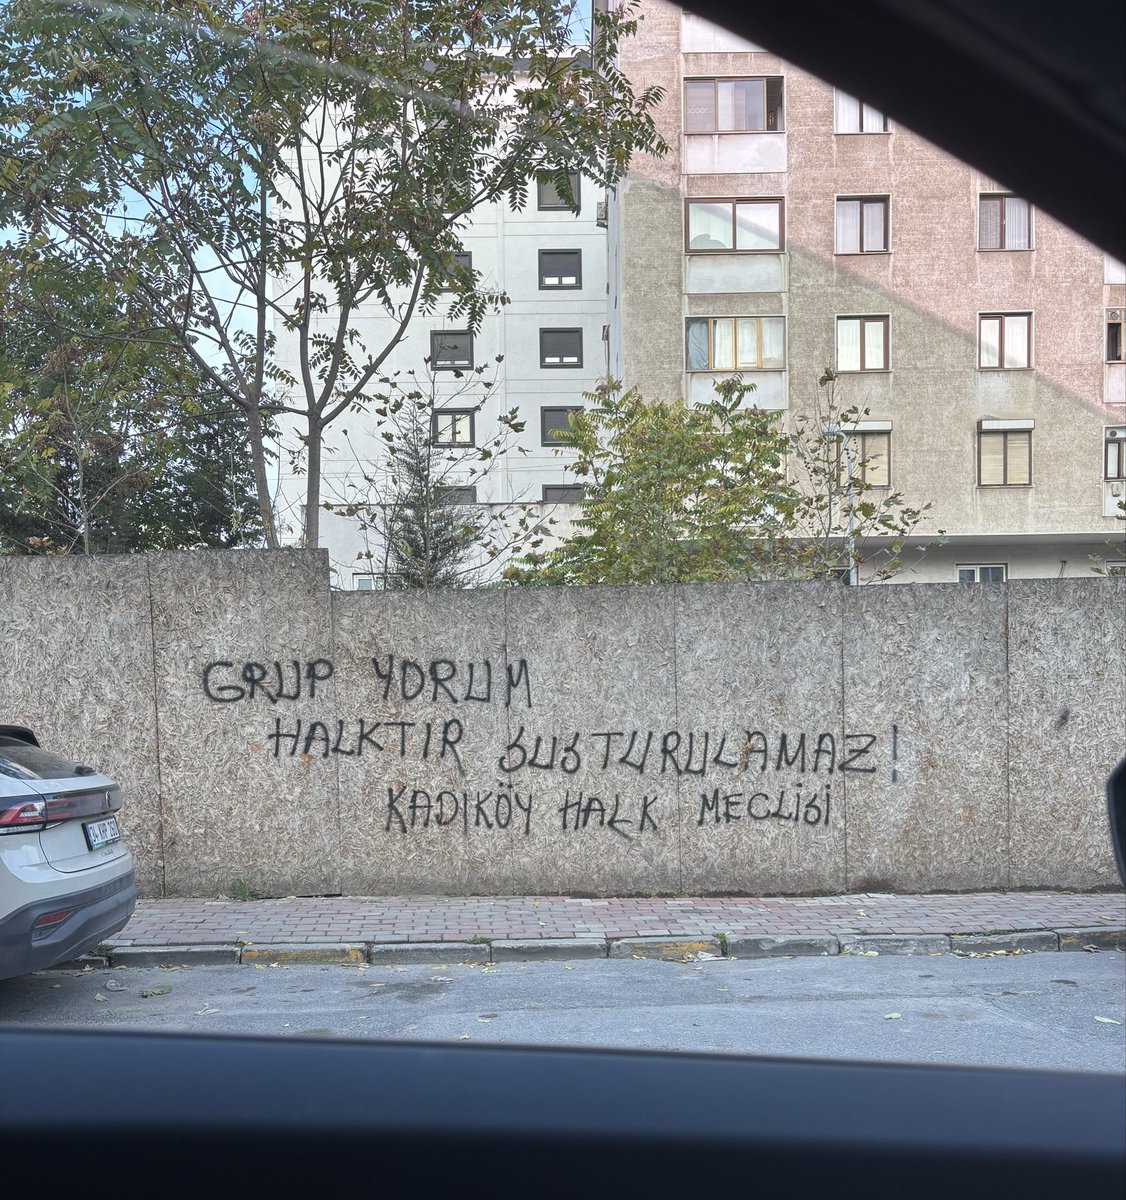 GRUP YORUM
HALKTIR SUSTURULAMAZ!
KADIKÖY HALK MECLİSİ